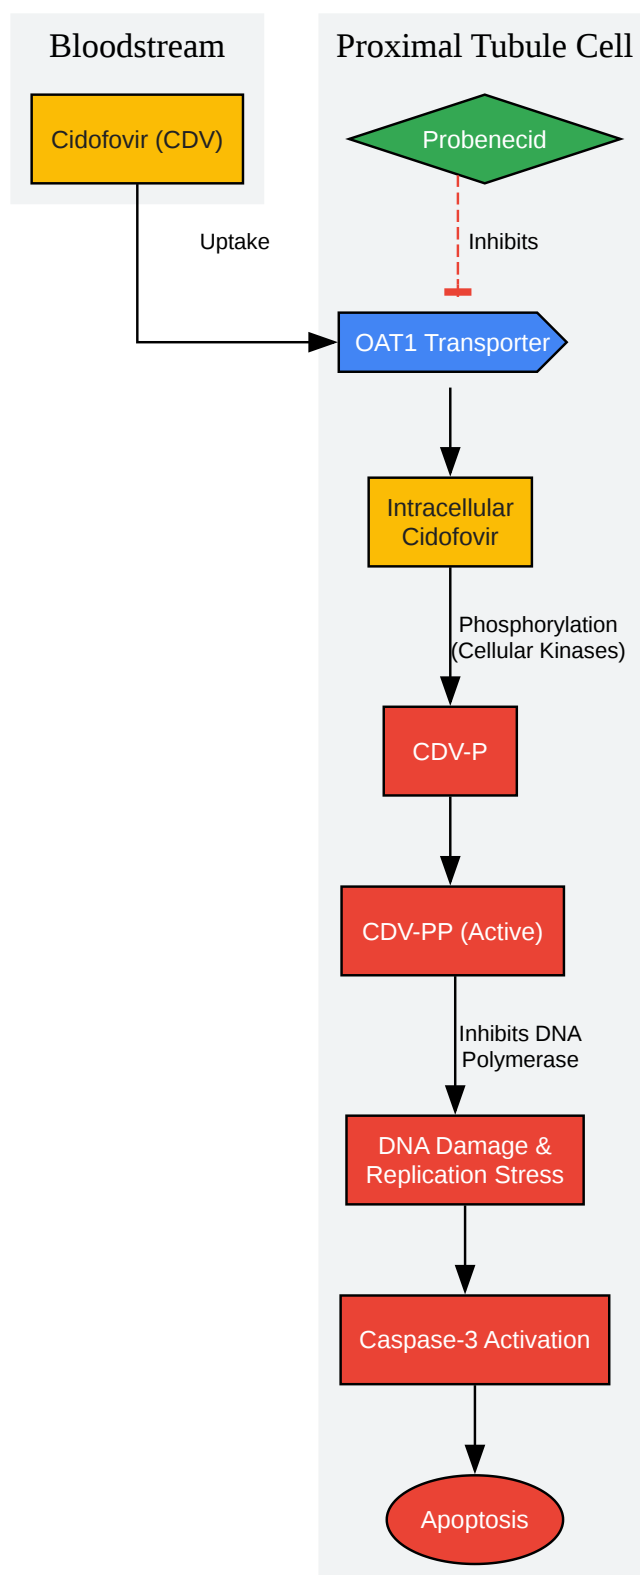 Bloodstream
Proximal Tubule Cell
Cidofovir (CDV)
Probenecid
Uptake
Inhibits
OAT1 Transporter
Intracellular
Cidofovir
Phosphorylation
(Cellular Kinases)
CDV-P
CDV-PP (Active)
Inhibits DNA
Polymerase
DNA Damage &
Replication Stress
Caspase-3 Activation
Apoptosis